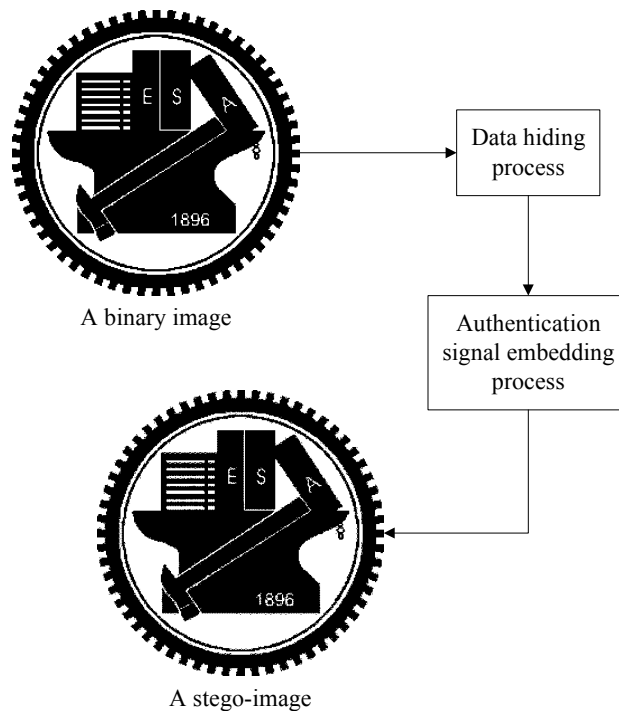 E S
A
1896
A binary image
Data hiding
process
Authentication
signal embedding
process
E S
A
1896
A stego-image